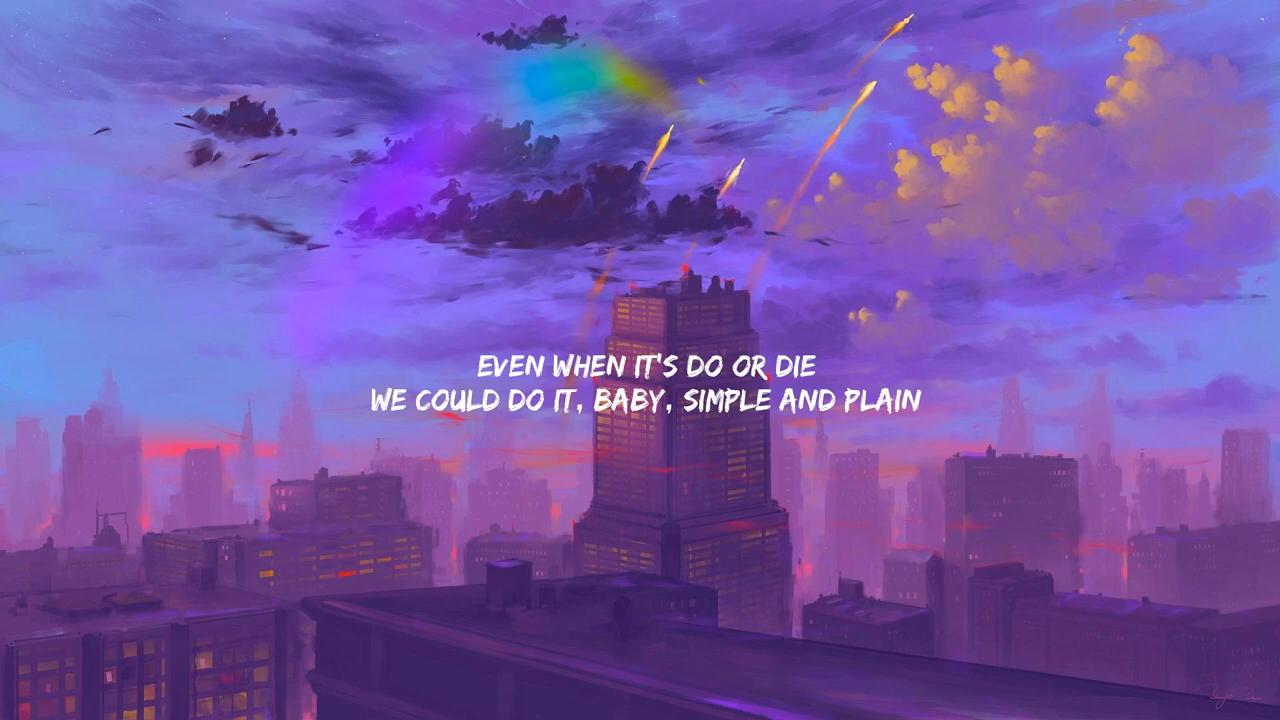 EVEN WHEN IT'S DO OR DIE
WE COULD DO IT, BABY, SIMPLE AND PLAIN